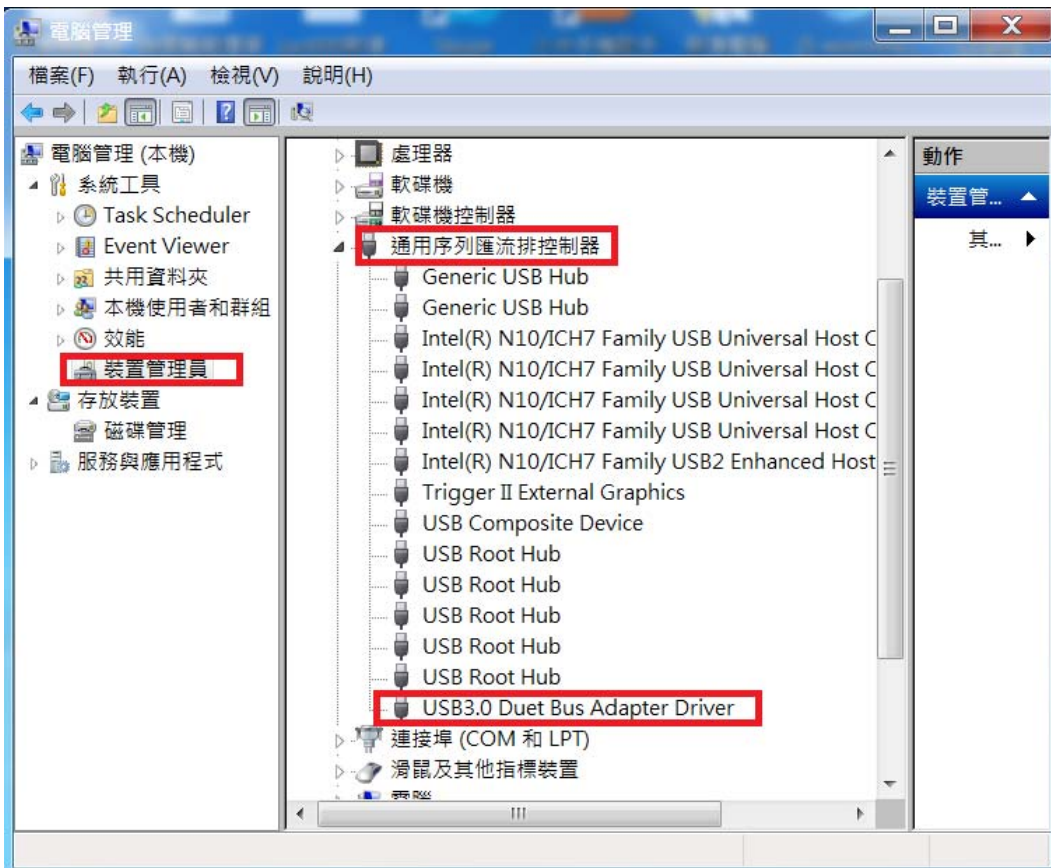 電腦管理
檔案(F) 執行(A) 檢視(V) 說明(H)
電腦管理 (本機)
系統工具
Task Scheduler
Event Viewer
共用資料夾
本機使用者和群組
效能
裝置管理員
存放裝置
磁碟管理
服務與應用程式
處理器
軟碟機
軟碟機控制器
通用序列匯流排控制器
Generic USB Hub
Generic USB Hub
Intel(R) N10/ICH7 Family USB Universal Host C
Intel(R) N10/ICH7 Family USB Universal Host C
Intel(R) N10/ICH7 Family USB Universal Host C
Intel(R) N10/ICH7 Family USB Universal Host C
Intel(R) N10/ICH7 Family USB2 Enhanced Host
Trigger II External Graphics
USB Composite Device
USB Root Hub
USB Root Hub
USB Root Hub
USB Root Hub
USB Root Hub
USB3.0 Duet Bus Adapter Driver
連接埠 (COM 和 LPT)
滑鼠及其他指標裝置
電腦
動作
裝置管...
其...